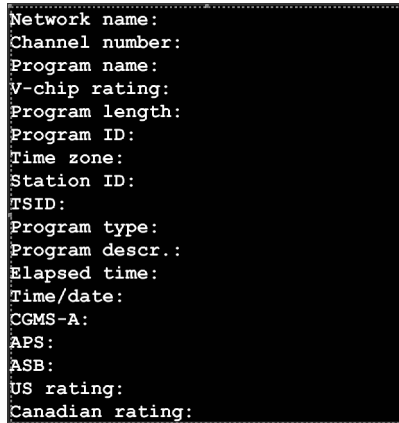 Network name:
Channel number:
Program name:
V-chip rating:
Program length:
Program ID:
Time zone:
Station ID:
TSID:
Program type:
Program descr.:
Elapsed time:
Time/date:
CGMS-A:
APS:
ASB:
US rating:
Canadian rating: